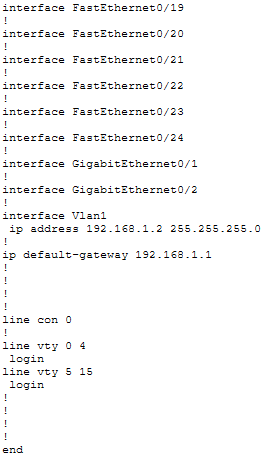 interface FastEthernet0/19
!
interface FastEthernet0/20
!
interface FastEthernet0/21
!
interface FastEthernet0/22
!
interface FastEthernet0/23
!
interface FastEthernet0/24
!
interface GigabitEthernet0/1
!
interface GigabitEthernet0/2
!
interface Vlan1
 ip address 192.168.1.2 255.255.255.0
!
ip default-gateway 192.168.1.1
!
!
!
!
line con 0
!
line vty 0 4
 login
line vty 5 15
 login
!
!
!
!
end